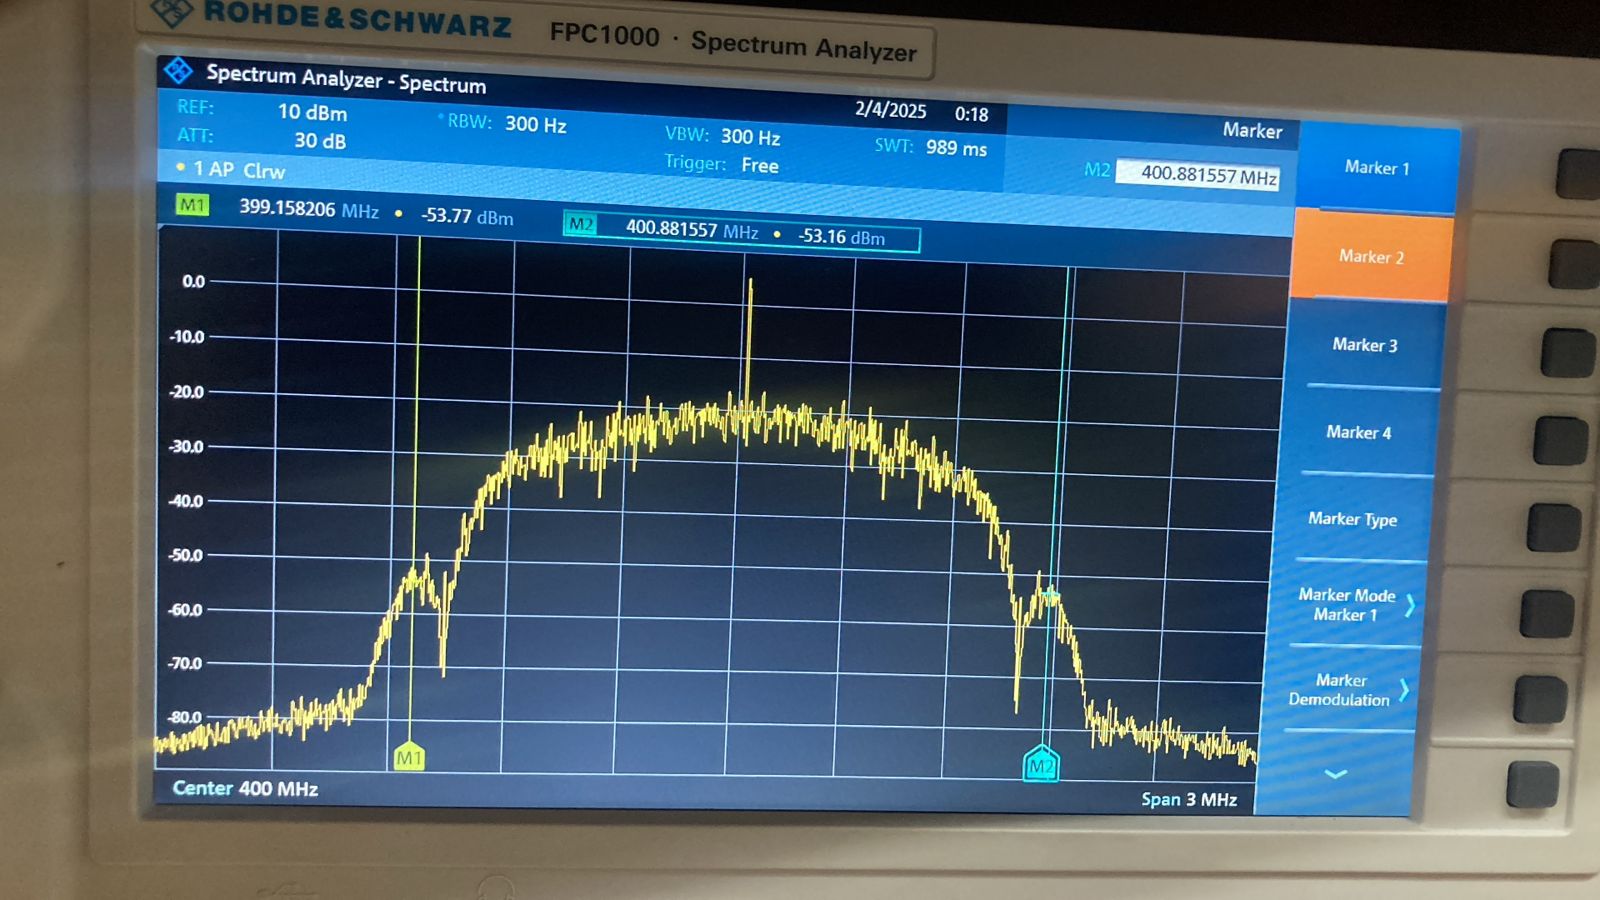 ROHDE&SCHWARZ FPC1000 · Spectrum Analyzer
Spectrum Analyzer - Spectrum
2/4/2025 0:18
REF: 10 dBm RBW: 300 Hz VBW: 300 Hz SWT: 989 ms
ATT: 30 dB Trigger: Free
1 AP Clrw
Marker
M2 400.881557 MHz
M1 399.158206 MHz • -53.77 dBm M2 400.881557 MHz • -53.16 dBm
0.0
-10.0
-20.0
-30.0
-40.0
-50.0
-60.0
-70.0
-80.0
M1 M2
Center 400 MHz Span 3 MHz
Marker 1
Marker 2
Marker 3
Marker 4
Marker Type
Marker Mode
Marker 1
Marker
Demodulation